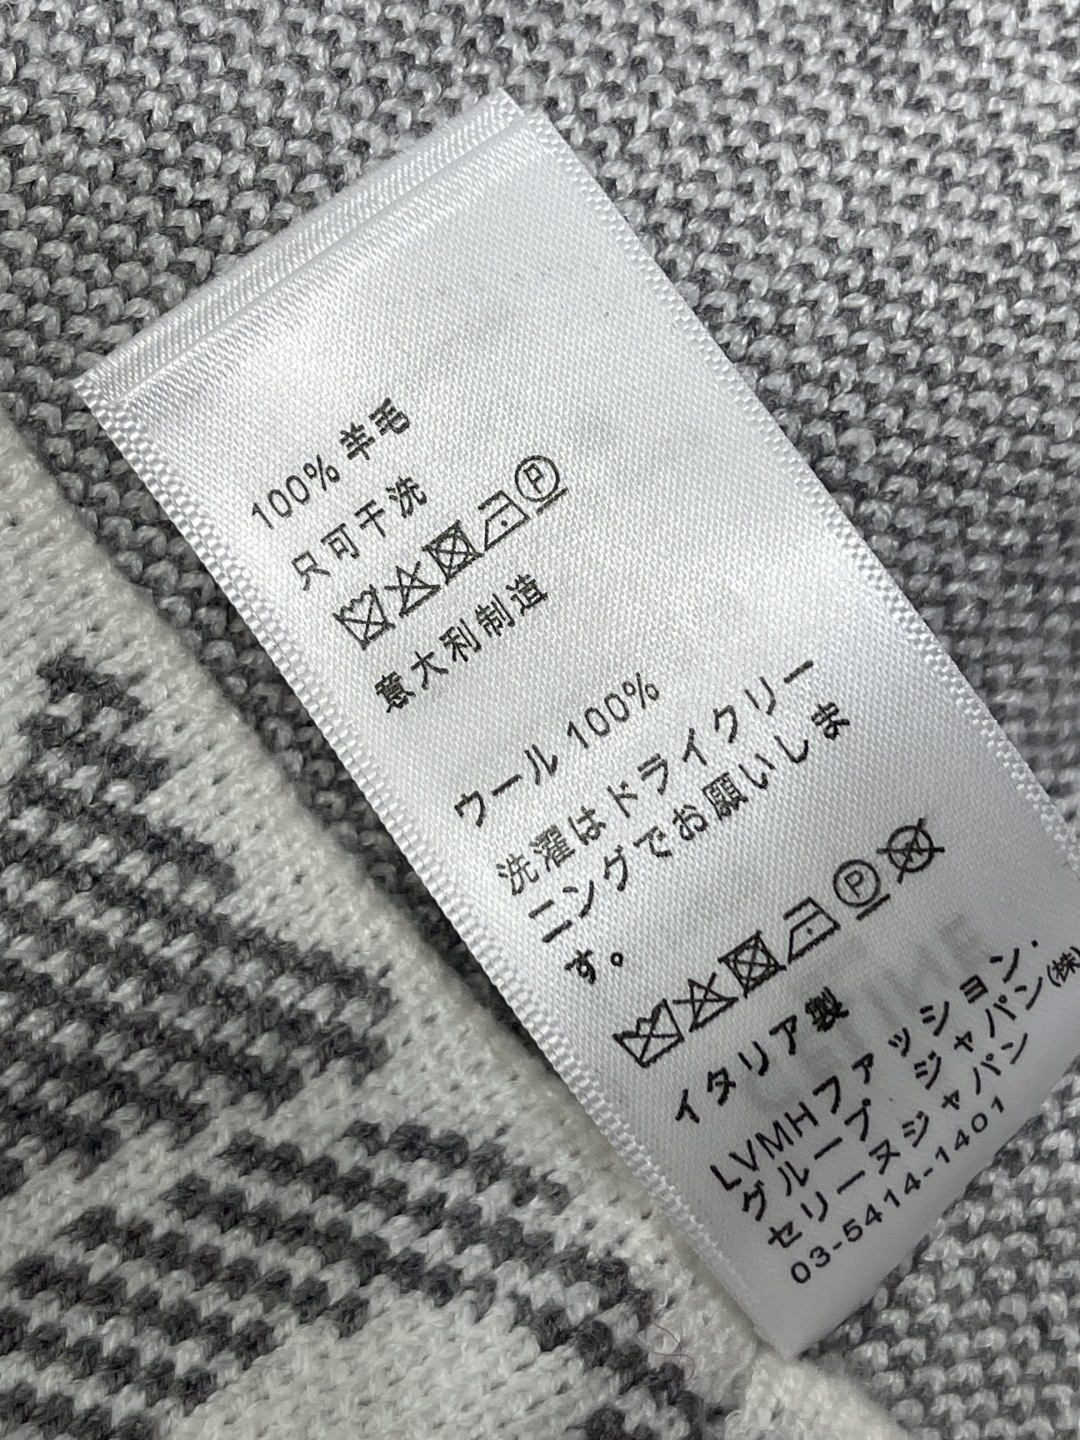 100% 羊毛
只可干洗
P
意大利制造
ウール 100%
洗濯はドライクリー
ニングでお願いしま
す。
P W
イタリア製
LVMHファッション・
グループ ジャパン(株)
セリーヌジャパン
03-5414-1401